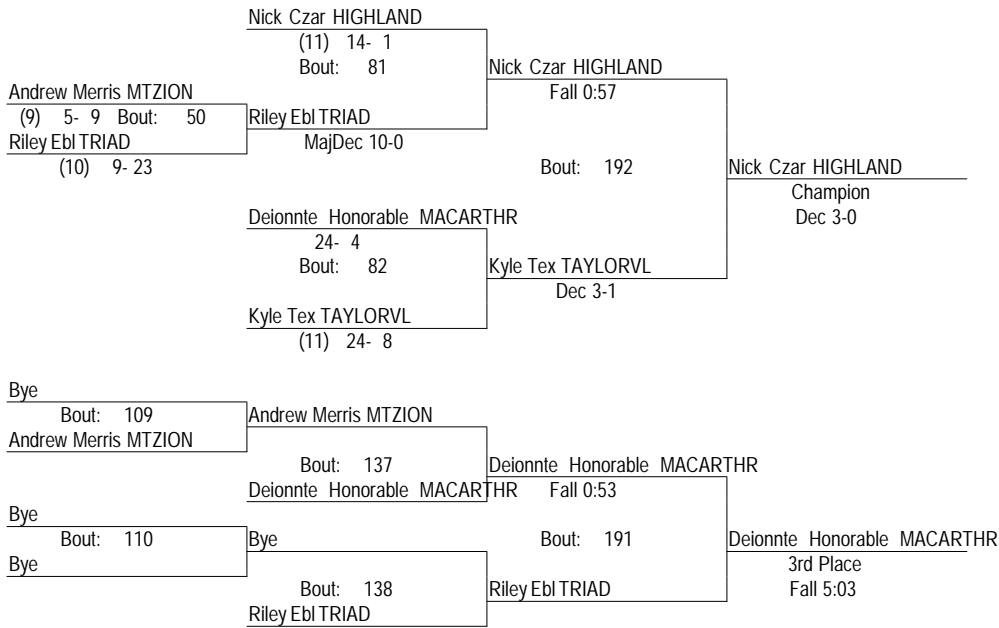 Nick Czar HIGHLAND
(11) 14- 1
Bout: 81
Nick Czar HIGHLAND
Andrew Merris MTZION
Fall 0:57
(9) 5- 9 Bout: 50
Riley Ebl TRIAD
Riley Ebl TRIAD
MajDec 10-0
(10) 9- 23
Bout: 192
Nick Czar HIGHLAND
Champion
Dec 3-0
Deionnte Honorable MACARTHR
24- 4
Bout: 82
Kyle Tex TAYLORVL
Dec 3-1
Kyle Tex TAYLORVL
(11) 24- 8
Bye
Bout: 109
Andrew Merris MTZION
Andrew Merris MTZION
Bout: 137
Deionnte Honorable MACARTHR
Deionnte Honorable MACARTHR
Fall 0:53
Bye
Bout: 110
Bye
Bout: 191
Deionnte Honorable MACARTHR
Bye
3rd Place
Bout: 138
Riley Ebl TRIAD
Fall 5:03
Riley Ebl TRIAD